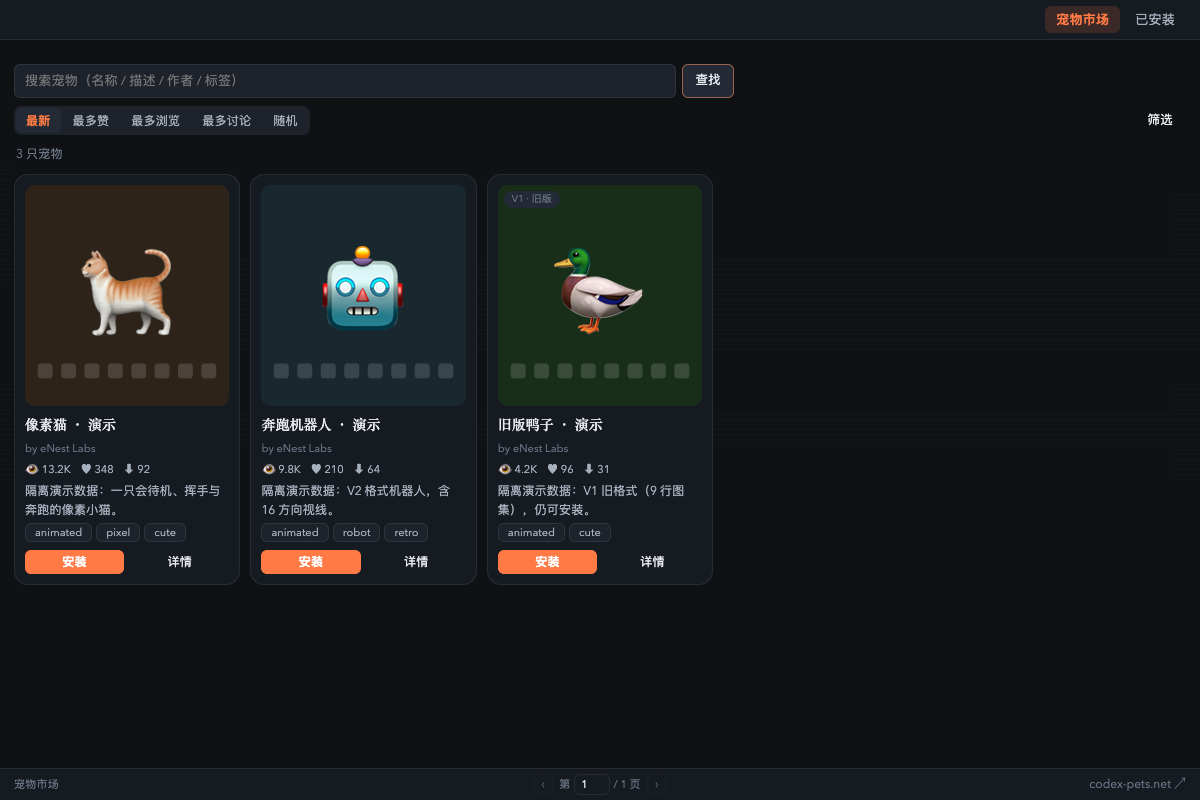 宠物市场 已安装
搜索宠物（名称 / 描述 / 作者 / 标签） 查找
最新 最多赞 最多浏览 最多讨论 随机 筛选
3 只宠物
像素猫 · 演示
by eNest Labs
13.2K 348 92
隔离演示数据：一只会待机、挥手与
奔跑的像素小猫。
animated pixel cute
安装 详情
奔跑机器人 · 演示
by eNest Labs
9.8K 210 64
隔离演示数据：V2 格式机器人，含
16 方向视线。
animated robot retro
安装 详情
V1 · 旧版
旧版鸭子 · 演示
by eNest Labs
4.2K 96 31
隔离演示数据：V1 旧格式（9 行图
集），仍可安装。
animated cute
安装 详情
宠物市场 ‹ 第 1 / 1 页 › codex-pets.net ↗